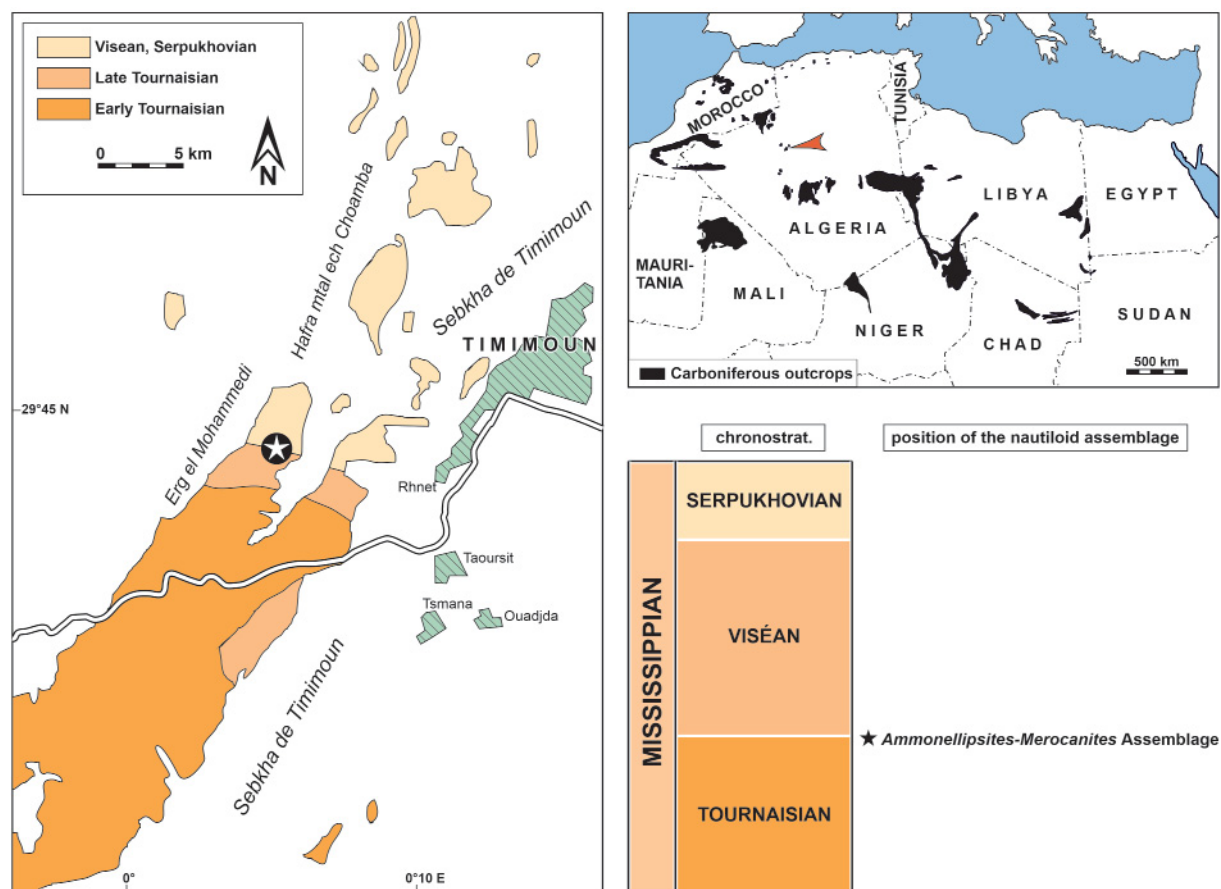 Visean, Serpukhovian
Late Tournaisian
Early Tournaisian
0 5 km
N
Hafra mtal ech Choamba
Sebkha de Timimoun
TIMIMOUN
29°45 N
Erg el Mohammedi
Rhnet
Taoursit
Tsmana
Ouadjda
Sebkha de Timimoun
0°
0°10 E
MOROCCO
TUNISIA
ALGERIA
LIBYA
EGYPT
MAURI-
TANIA
MALI
NIGER
CHAD
SUDAN
Carboniferous outcrops
500 km
chronostrat.
position of the nautiloid assemblage
MISSISSIPPIAN
SERPUKHOVIAN
VISÉAN
TOURNAISIAN
★ Ammonellipsites-Merocanites Assemblage